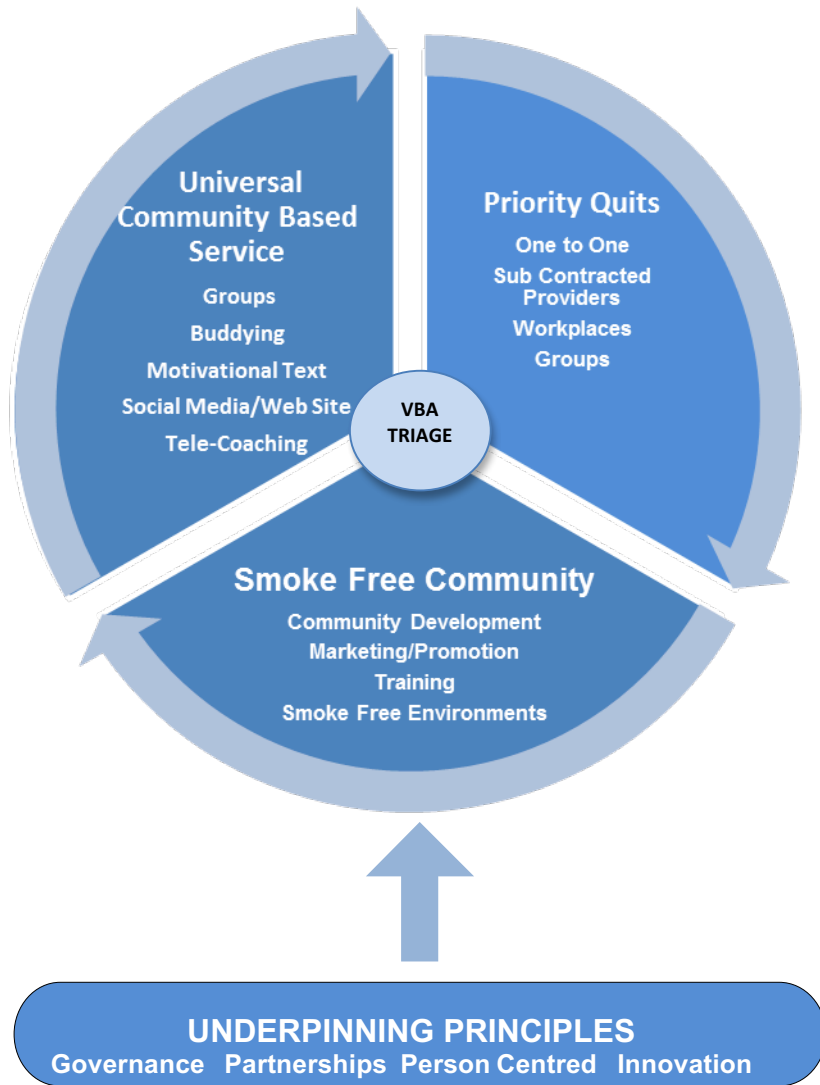 Universal
Community Based
Service
Groups
Buddying
Motivational Text
Social Media/Web Site
Tele-Coaching
Priority Quits
One to One
Sub Contracted
Providers
Workplaces
Groups
VBA
TRIAGE
Smoke Free Community
Community Development
Marketing/Promotion
Training
Smoke Free Environments
UNDERPINNING PRINCIPLES
Governance Partnerships Person Centred Innovation